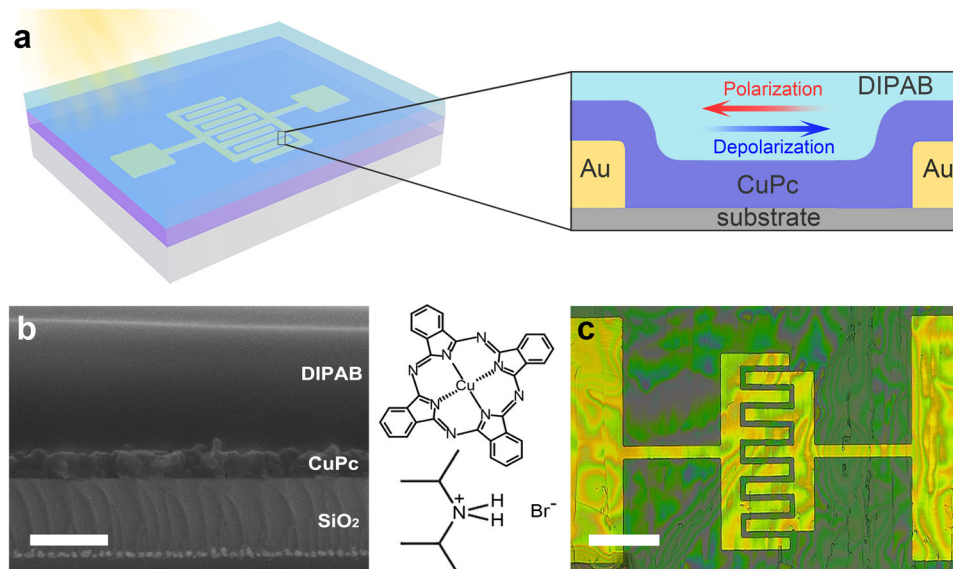 a
DIPAB
Polarization
Depolarization
Au
CuPc
Au
substrate
b
DIPAB
CuPc
SiO₂
N
N
N
N
Cu
N
N
N
N
+
N
H
H
Br⁻
c